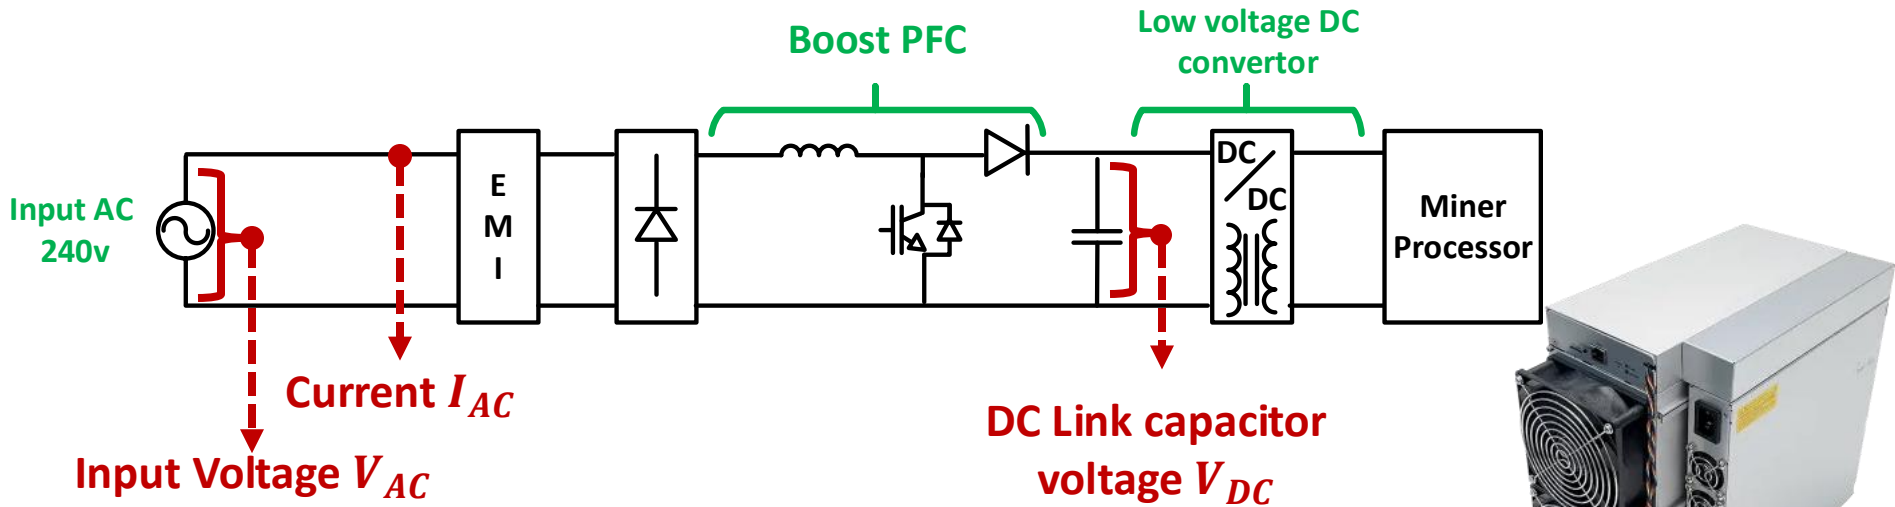 Boost PFC
Low voltage DC
convertor
Input AC
240v
E
M
I
DC
DC
Miner
Processor
Current I_AC
Input Voltage V_AC
DC Link capacitor
voltage V_DC